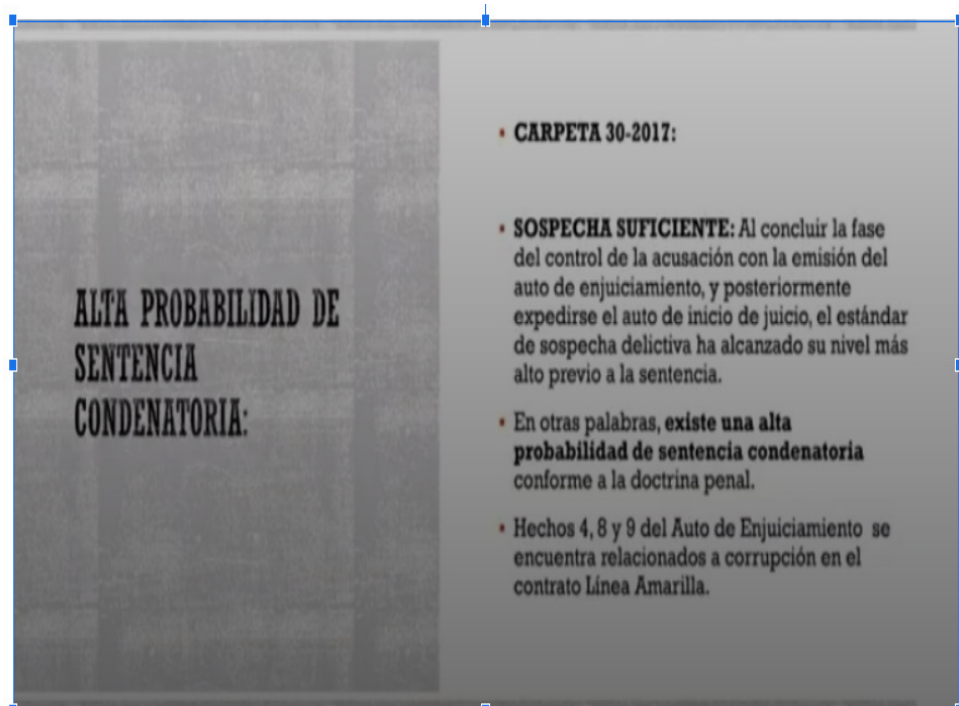 ALTA PROBABILIDAD DE
SENTENCIA
CONDENATORIA:
• CARPETA 30-2017:
• SOSPECHA SUFICIENTE: Al concluir la fase
del control de la acusación con la emisión del
auto de enjuiciamiento, y posteriormente
expedirse el auto de inicio de juicio, el estándar
de sospecha delictiva ha alcanzado su nivel más
alto previo a la sentencia.
• En otras palabras, existe una alta
probabilidad de sentencia condenatoria
conforme a la doctrina penal.
• Hechos 4, 8 y 9 del Auto de Enjuiciamiento se
encuentra relacionados a corrupción en el
contrato Línea Amarilla.